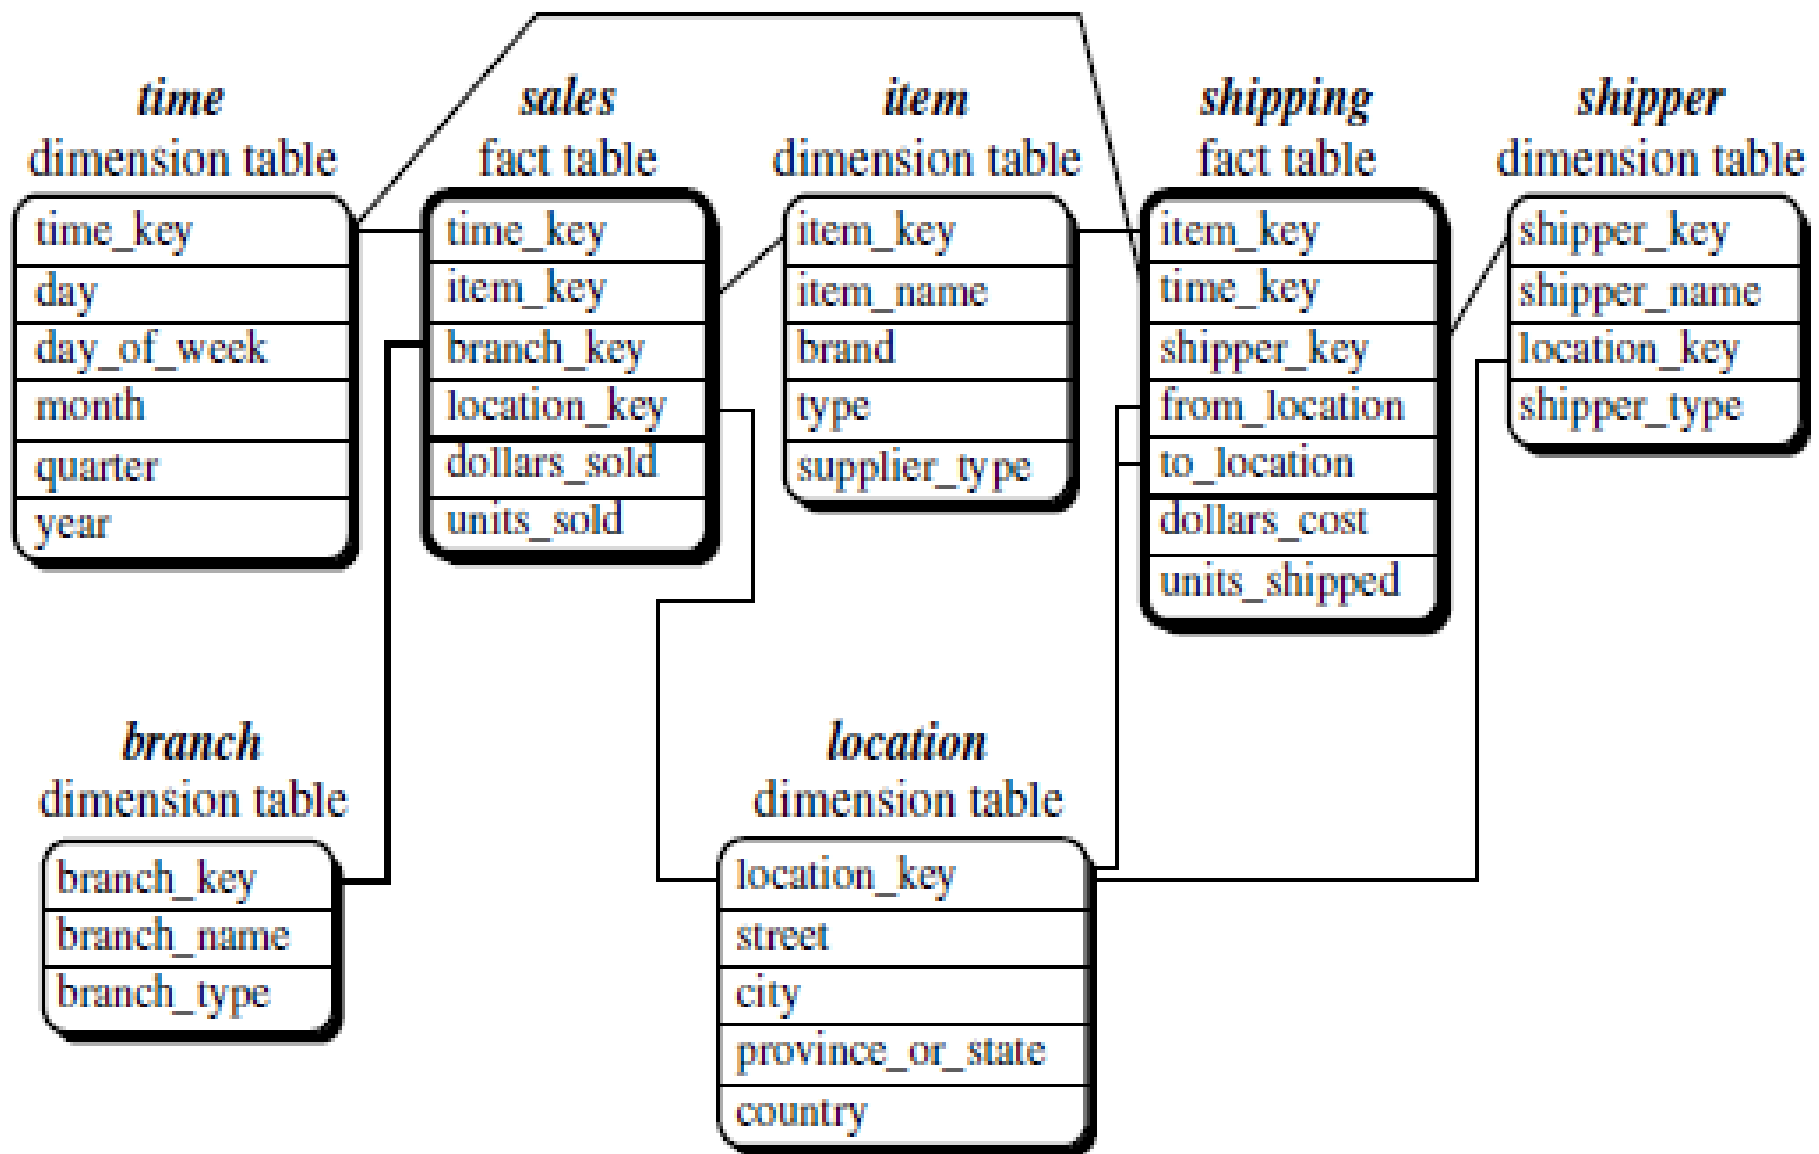 time
dimension table
time_key
day
day_of_week
month
quarter
year
sales
fact table
time_key
item_key
branch_key
location_key
dollars_sold
units_sold
item
dimension table
item_key
item_name
brand
type
supplier_type
shipping
fact table
item_key
time_key
shipper_key
from_location
to_location
dollars_cost
units_shipped
shipper
dimension table
shipper_key
shipper_name
location_key
shipper_type
branch
dimension table
branch_key
branch_name
branch_type
location
dimension table
location_key
street
city
province_or_state
country